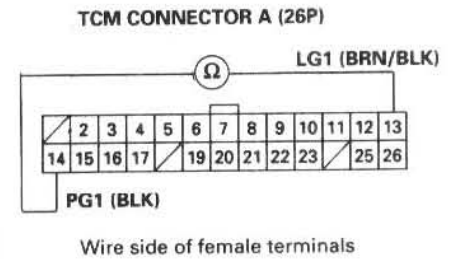 TCM CONNECTOR A (26P)
Ω
LG1 (BRN/BLK)
2 3 4 5 6 7 8 9 10 11 12 13
14 15 16 17 19 20 21 22 23 25 26
PG1 (BLK)
Wire side of female terminals